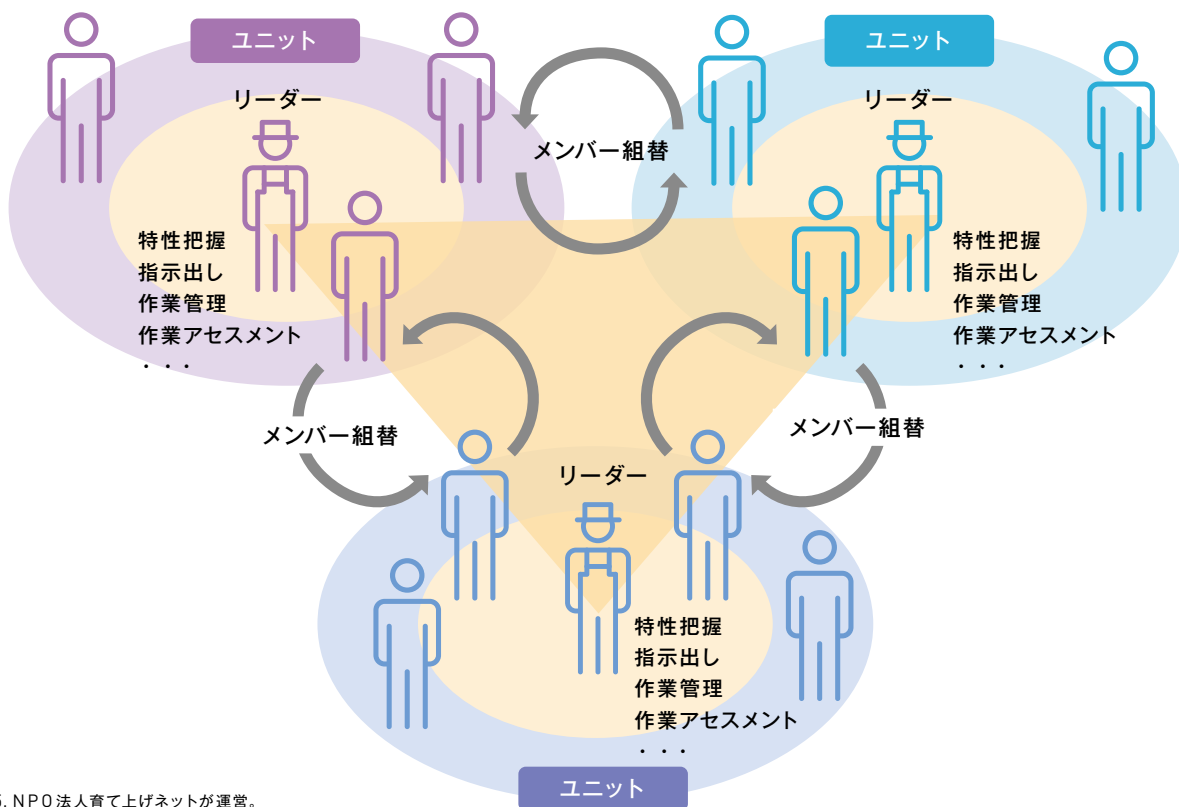 ユニット
ユニット
リーダー
リーダー
メンバー組替
特性把握
指示出し
作業管理
作業アセスメント
・・・
特性把握
指示出し
作業管理
作業アセスメント
・・・
メンバー組替
メンバー組替
リーダー
特性把握
指示出し
作業管理
作業アセスメント
・・・
ユニット
. NPO法人育て上げネットが運営。